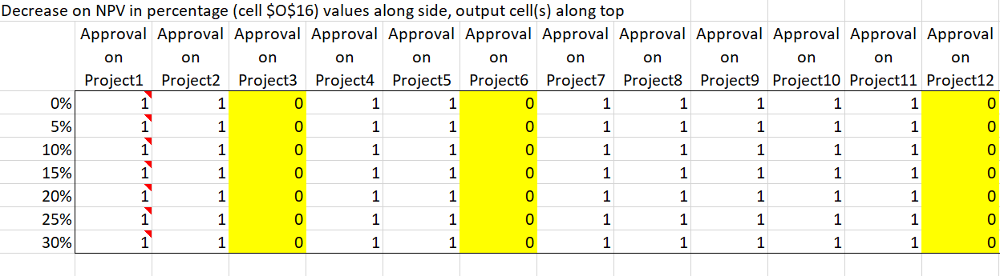 Decrease on NPV in percentage (cell $O$16) values along side, output cell(s) along top
Approval on Project1 Approval on Project2 Approval on Project3 Approval on Project4 Approval on Project5 Approval on Project6 Approval on Project7 Approval on Project8 Approval on Project9 Approval on Project10 Approval on Project11 Approval on Project12
0% 1 1 0 1 1 0 1 1 1 1 1 0
5% 1 1 0 1 1 0 1 1 1 1 1 0
10% 1 1 0 1 1 0 1 1 1 1 1 0
15% 1 1 0 1 1 0 1 1 1 1 1 0
20% 1 1 0 1 1 0 1 1 1 1 1 0
25% 1 1 0 1 1 0 1 1 1 1 1 0
30% 1 1 0 1 1 0 1 1 1 1 1 0